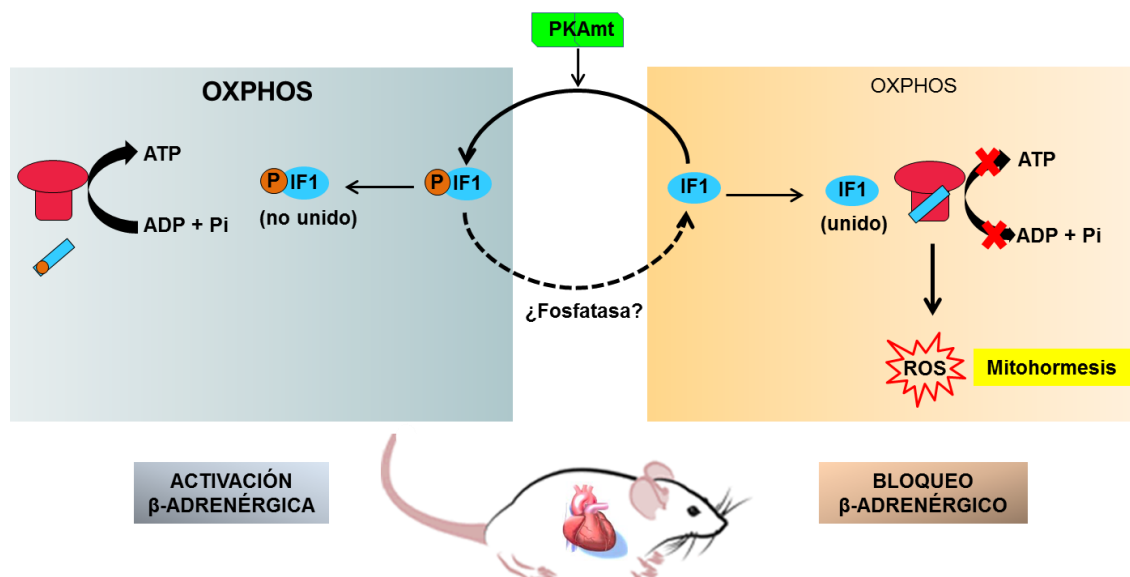 PKAmt
OXPHOS
ATP
ADP + Pi
P IF1
(no unido)
P IF1
¿Fosfatasa?
IF1
OXPHOS
IF1
(unido)
ATP
ADP + Pi
ROS
Mitohormesis
ACTIVACIÓN
β-ADRENÉRGICA
BLOQUEO
β-ADRENÉRGICO